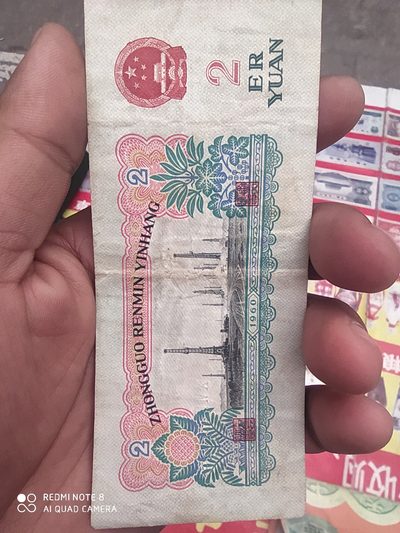 2
ER
YUAN
ZHONGGUO RENMIN YINHANG
2
2
1960
REDMI NOTE 8
AI QUAD CAMERA